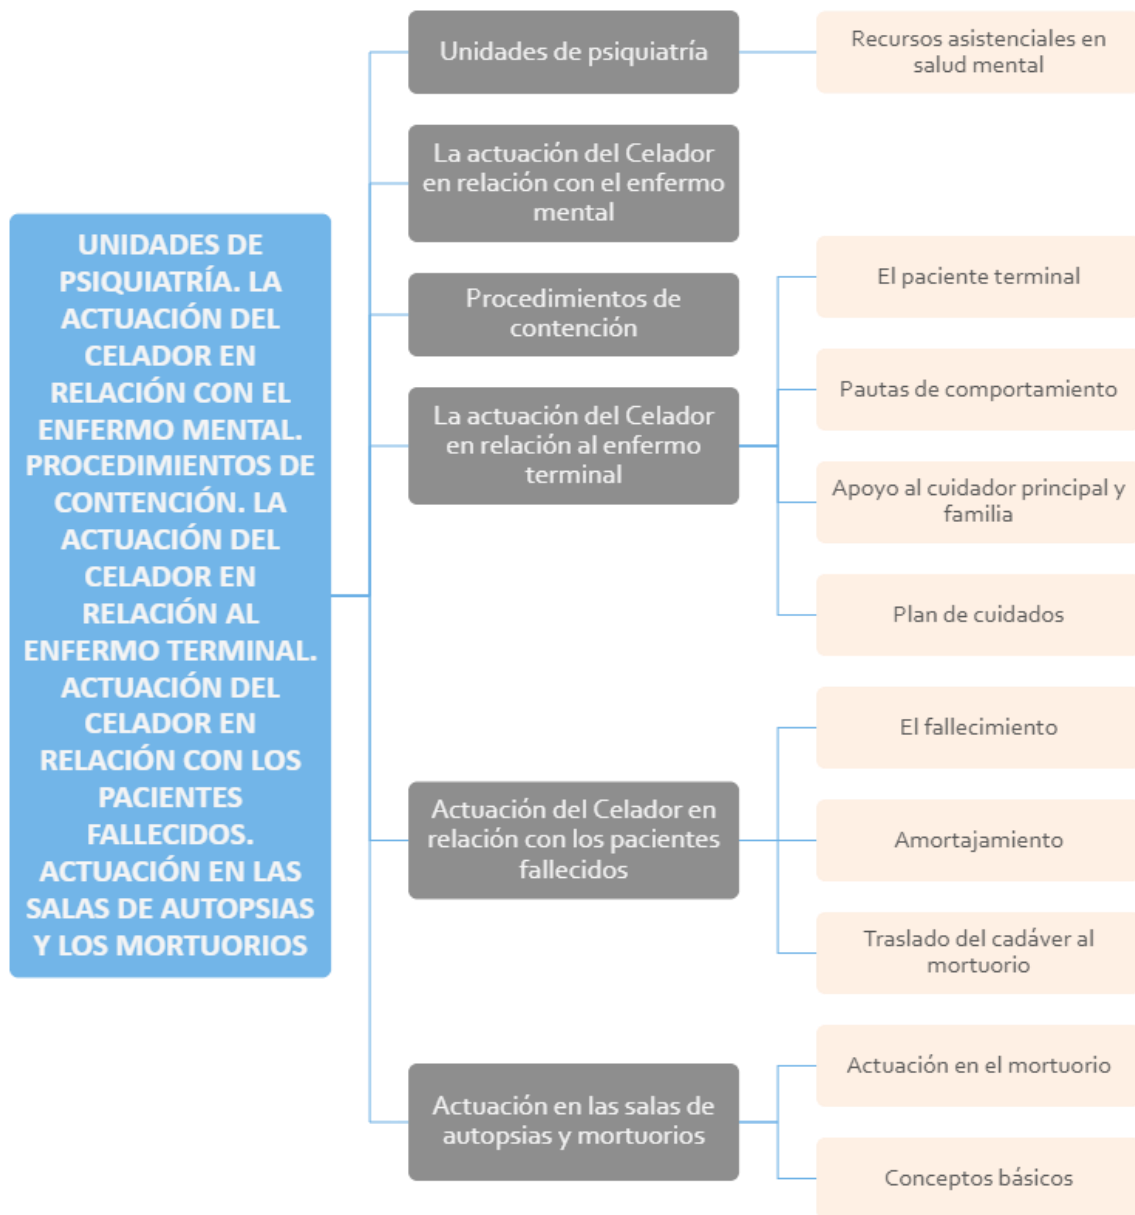 UNIDADES DE
PSIQUIATRÍA. LA
ACTUACIÓN DEL
CELADOR EN
RELACIÓN CON EL
ENFERMO MENTAL.
PROCEDIMIENTOS DE
CONTENCIÓN. LA
ACTUACIÓN DEL
CELADOR EN
RELACIÓN AL
ENFERMO TERMINAL.
ACTUACIÓN DEL
CELADOR EN
RELACIÓN CON LOS
PACIENTES
FALLECIDOS.
ACTUACIÓN EN LAS
SALAS DE AUTOPSIAS
Y LOS MORTUORIOS
Unidades de psiquiatría
Recursos asistenciales en
salud mental
La actuación del Celador
en relación con el enfermo
mental
Procedimientos de
contención
La actuación del Celador
en relación al enfermo
terminal
El paciente terminal
Pautas de comportamiento
Apoyo al cuidador principal y
familia
Plan de cuidados
Actuación del Celador en
relación con los pacientes
fallecidos
El fallecimiento
Amortajamiento
Traslado del cadáver al
mortuorio
Actuación en las salas de
autopsias y mortuorios
Actuación en el mortuorio
Conceptos básicos